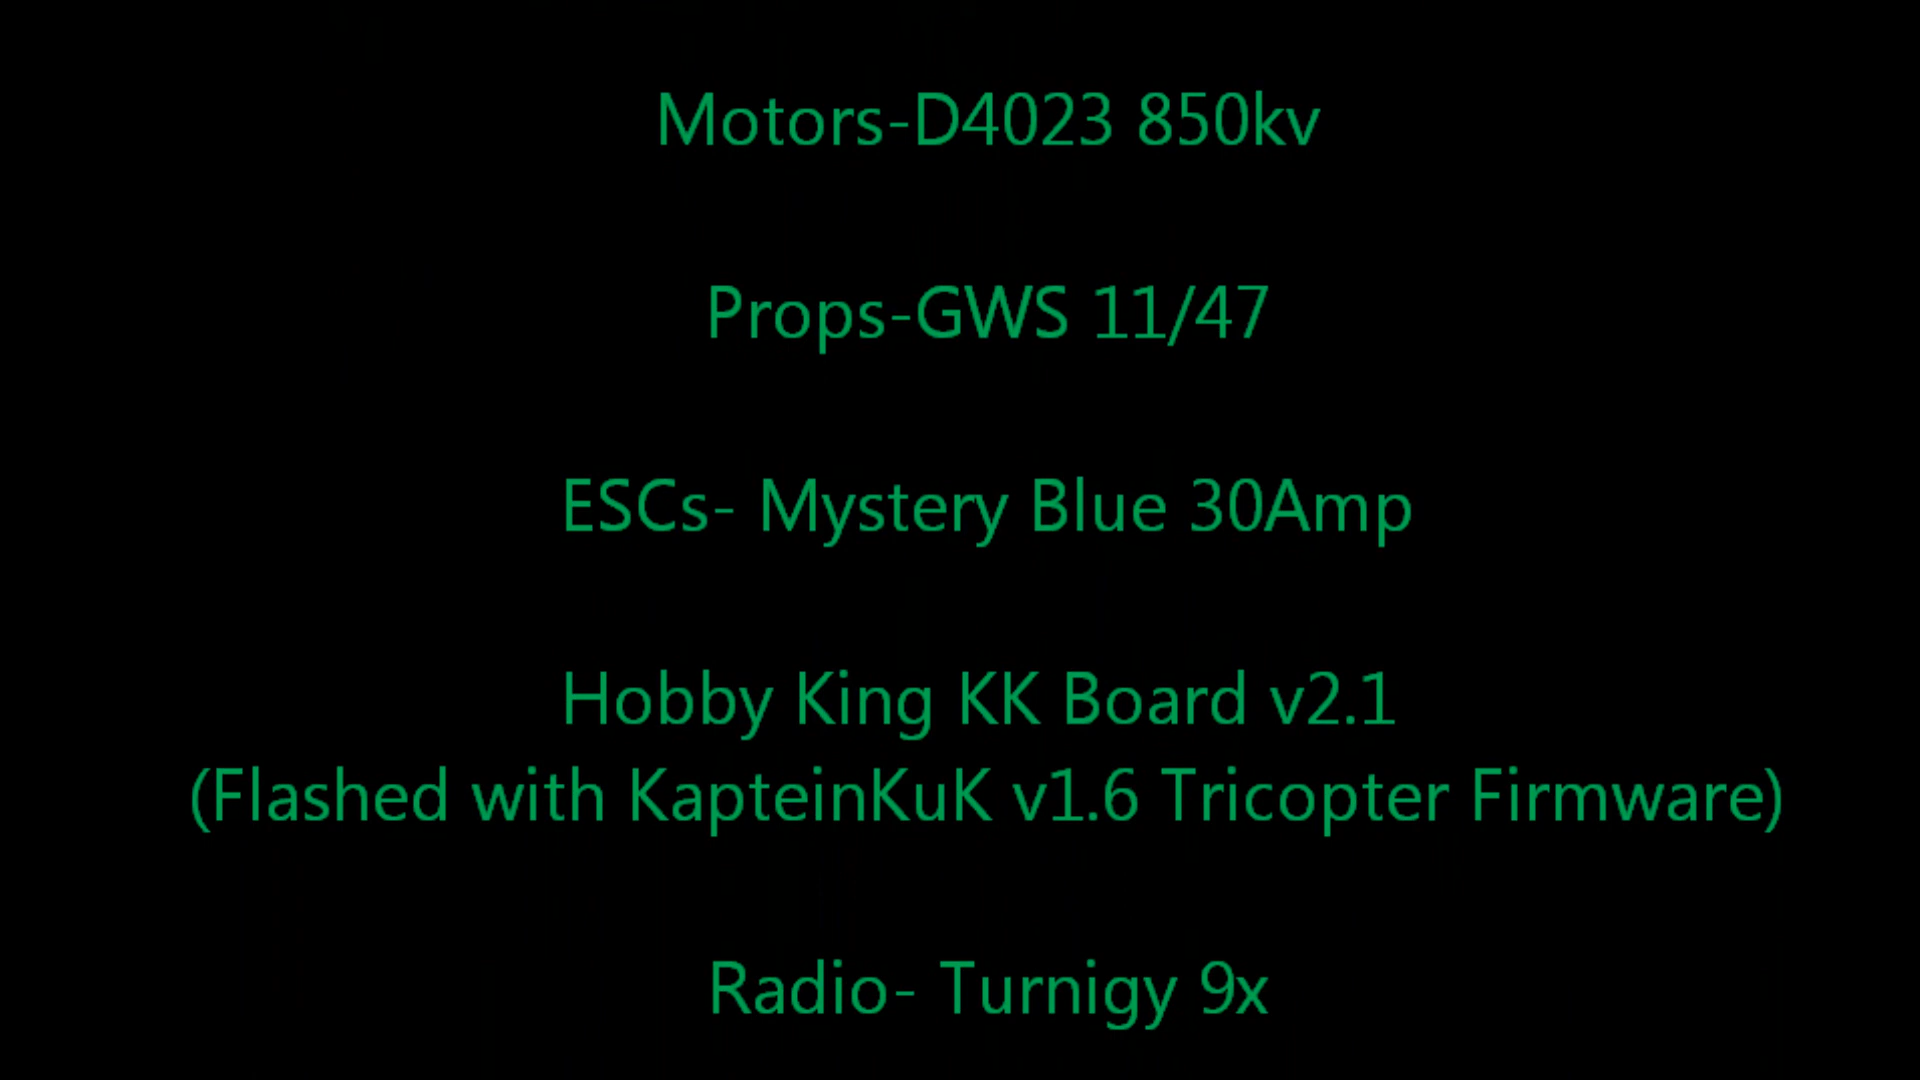 Motors-D4023 850kv
Props-GWS 11/47
ESCs- Mystery Blue 30Amp
Hobby King KK Board v2.1
(Flashed with KapteinKuK v1.6 Tricopter Firmware)
Radio- Turnigy 9x